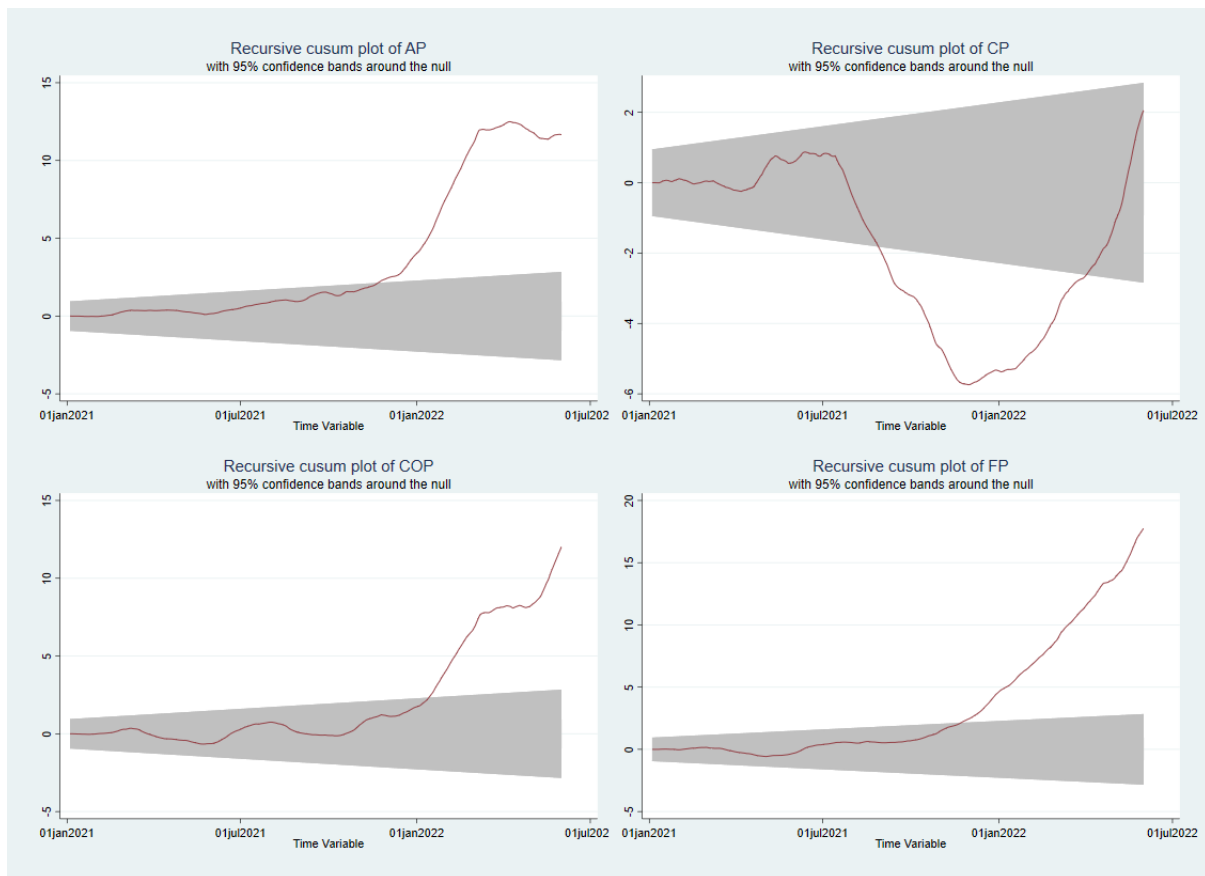 Recursive cusum plot of AP
with 95% confidence bands around the null
15
10
5
0
-5
01jan2021 01jul2021 01jan2022 01jul202
Time Variable
Recursive cusum plot of CP
with 95% confidence bands around the null
2
0
-2
-4
-6
01jan2021 01jul2021 01jan2022 01jul2022
Time Variable
Recursive cusum plot of COP
with 95% confidence bands around the null
15
10
5
0
-5
01jan2021 01jul2021 01jan2022 01jul202
Time Variable
Recursive cusum plot of FP
with 95% confidence bands around the null
20
15
10
5
0
-5
01jan2021 01jul2021 01jan2022 01jul2022
Time Variable